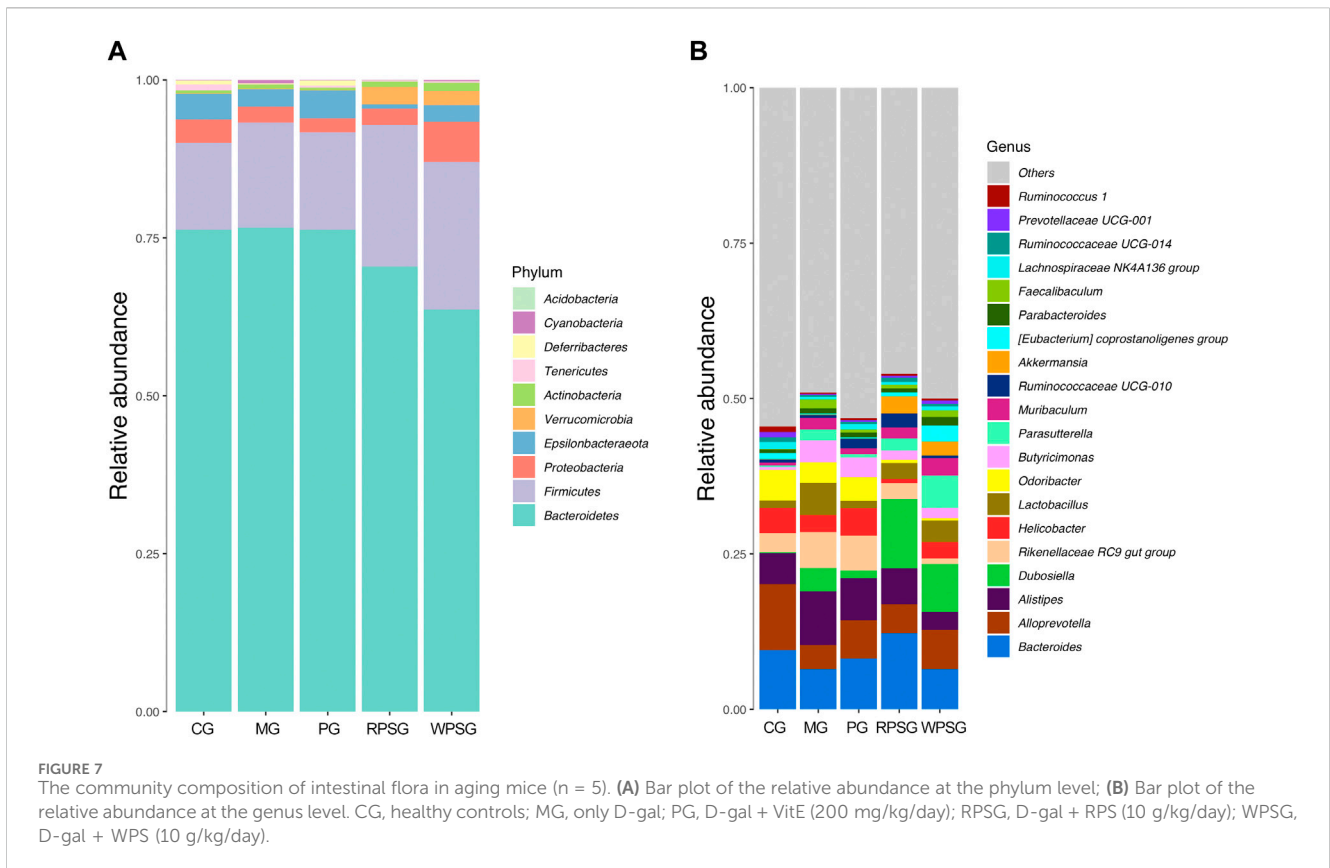 A
1.00
0.75
0.50
0.25
0.00
Relative abundance
CG
MG
PG
RPSG
WPSG
Phylum
Acidobacteria
Cyanobacteria
Deferribacteres
Tenericutes
Actinobacteria
Verrucomicrobia
Epsilonbacteraeota
Proteobacteria
Firmicutes
Bacteroidetes
B
1.00
0.75
0.50
0.25
0.00
Relative abundance
CG
MG
PG
RPSG
WPSG
Genus
Others
Ruminococcus 1
Prevotellaceae UCG-001
Ruminococcaceae UCG-014
Lachnospiraceae NK4A136 group
Faecalibaculum
Parabacteroides
[Eubacterium] coprostanoligenes group
Akkermansia
Ruminococcaceae UCG-010
Muribaculum
Parasutterella
Butyricimonas
Odoribacter
Lactobacillus
Helicobacter
Rikenellaceae RC9 gut group
Dubosiella
Alistipes
Alloprevotella
Bacteroides
FIGURE 7
The community composition of intestinal flora in aging mice (n = 5). (A) Bar plot of the relative abundance at the phylum level; (B) Bar plot of the
relative abundance at the genus level. CG, healthy controls; MG, only D-gal; PG, D-gal + VitE (200 mg/kg/day); RPSG, D-gal + RPS (10 g/kg/day); WPSG,
D-gal + WPS (10 g/kg/day).